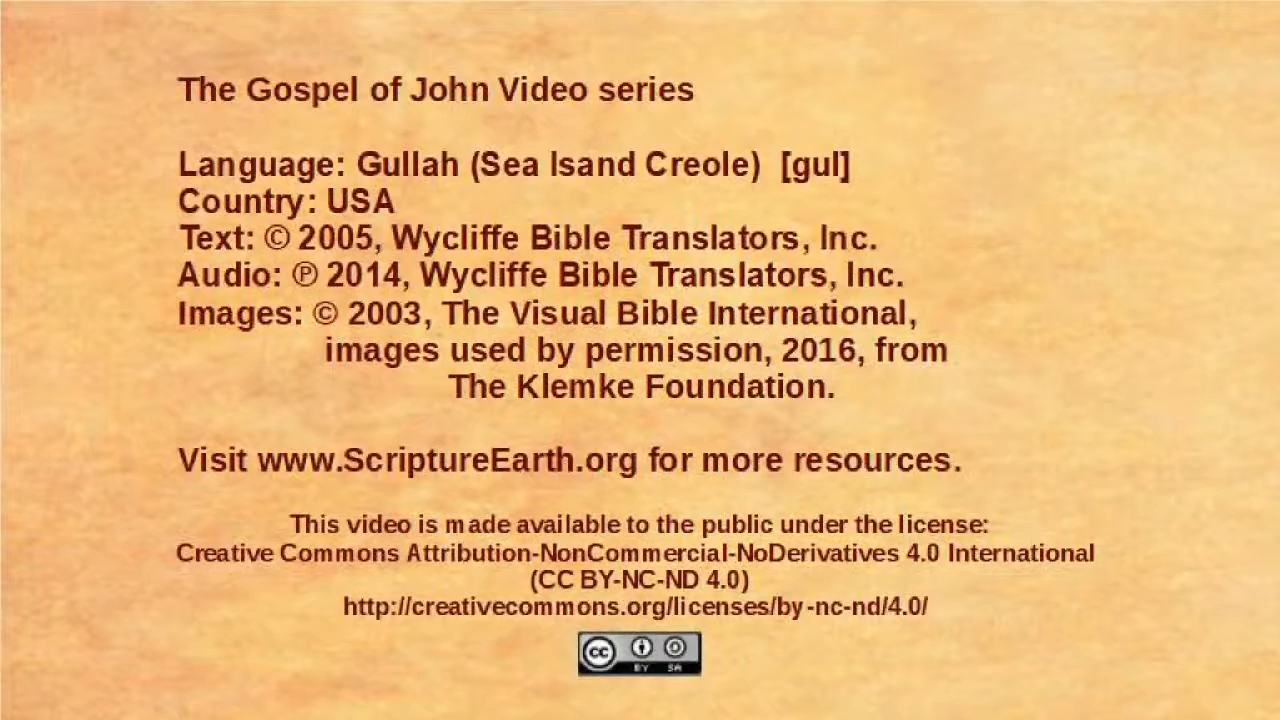 The Gospel of John Video series
Language: Gullah (Sea Isand Creole) [gul]
Country: USA
Text: © 2005, Wycliffe Bible Translators, Inc.
Audio: ℗ 2014, Wycliffe Bible Translators, Inc.
Images: © 2003, The Visual Bible International,
images used by permission, 2016, from
The Klemke Foundation.
Visit www.ScriptureEarth.org for more resources.
This video is made available to the public under the license:
Creative Commons Attribution-NonCommercial-NoDerivatives 4.0 International
(CC BY-NC-ND 4.0)
http://creativecommons.org/licenses/by-nc-nd/4.0/
cc BY SA